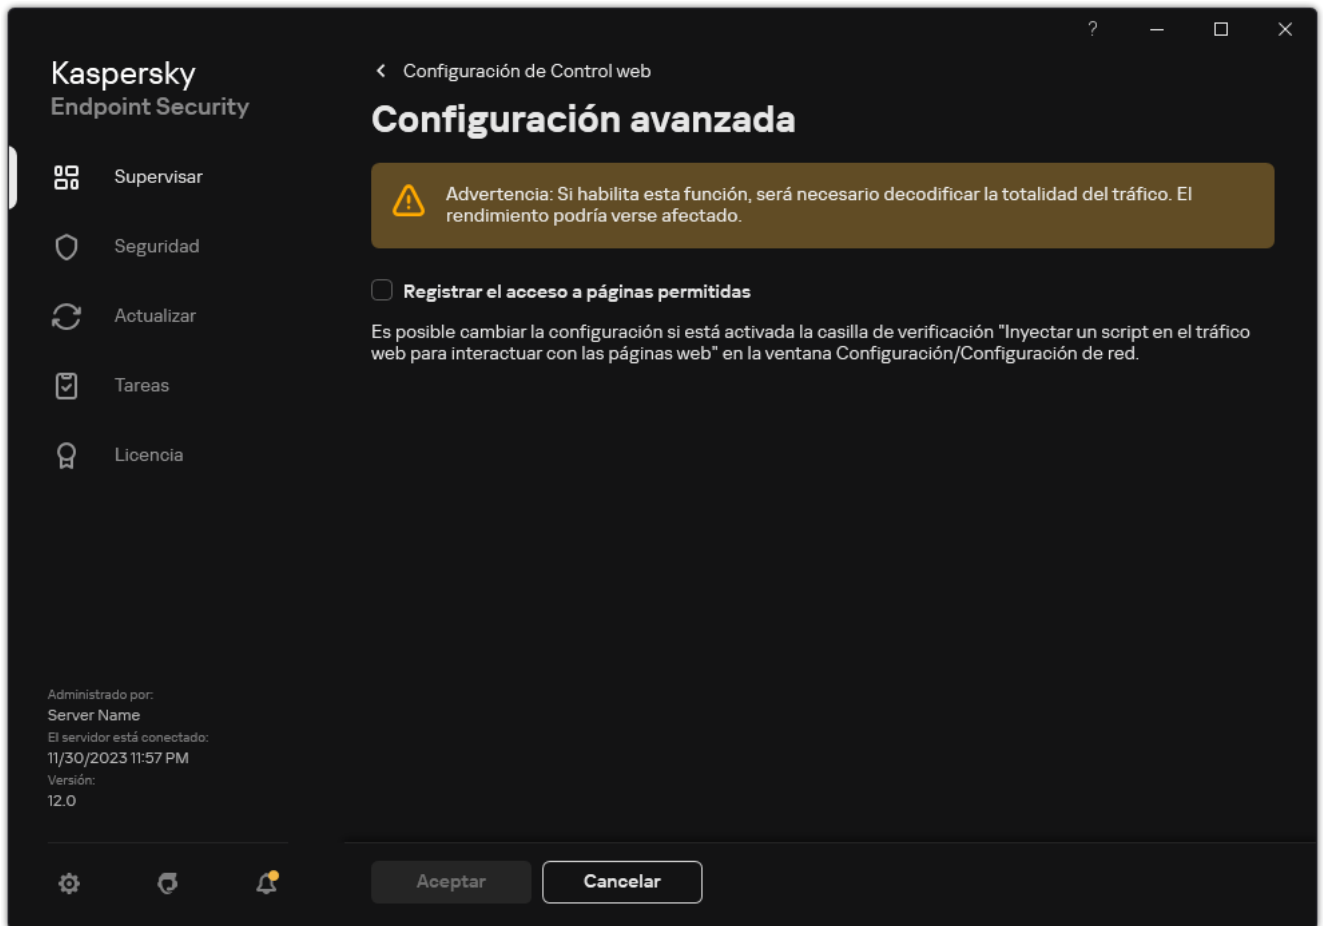 ?
Kaspersky
Endpoint Security
Supervisar
Seguridad
Actualizar
Tareas
Licencia
Administrado por:
Server Name
El servidor está conectado:
11/30/2023 11:57 PM
Versión:
12.0
Configuración de Control web
Configuración avanzada
Advertencia: Si habilita esta función, será necesario decodificar la totalidad del tráfico. El
rendimiento podría verse afectado.
Registrar el acceso a páginas permitidas
Es posible cambiar la configuración si está activada la casilla de verificación "Inyectar un script en el tráfico
web para interactuar con las páginas web" en la ventana Configuración/Configuración de red.
Aceptar
Cancelar